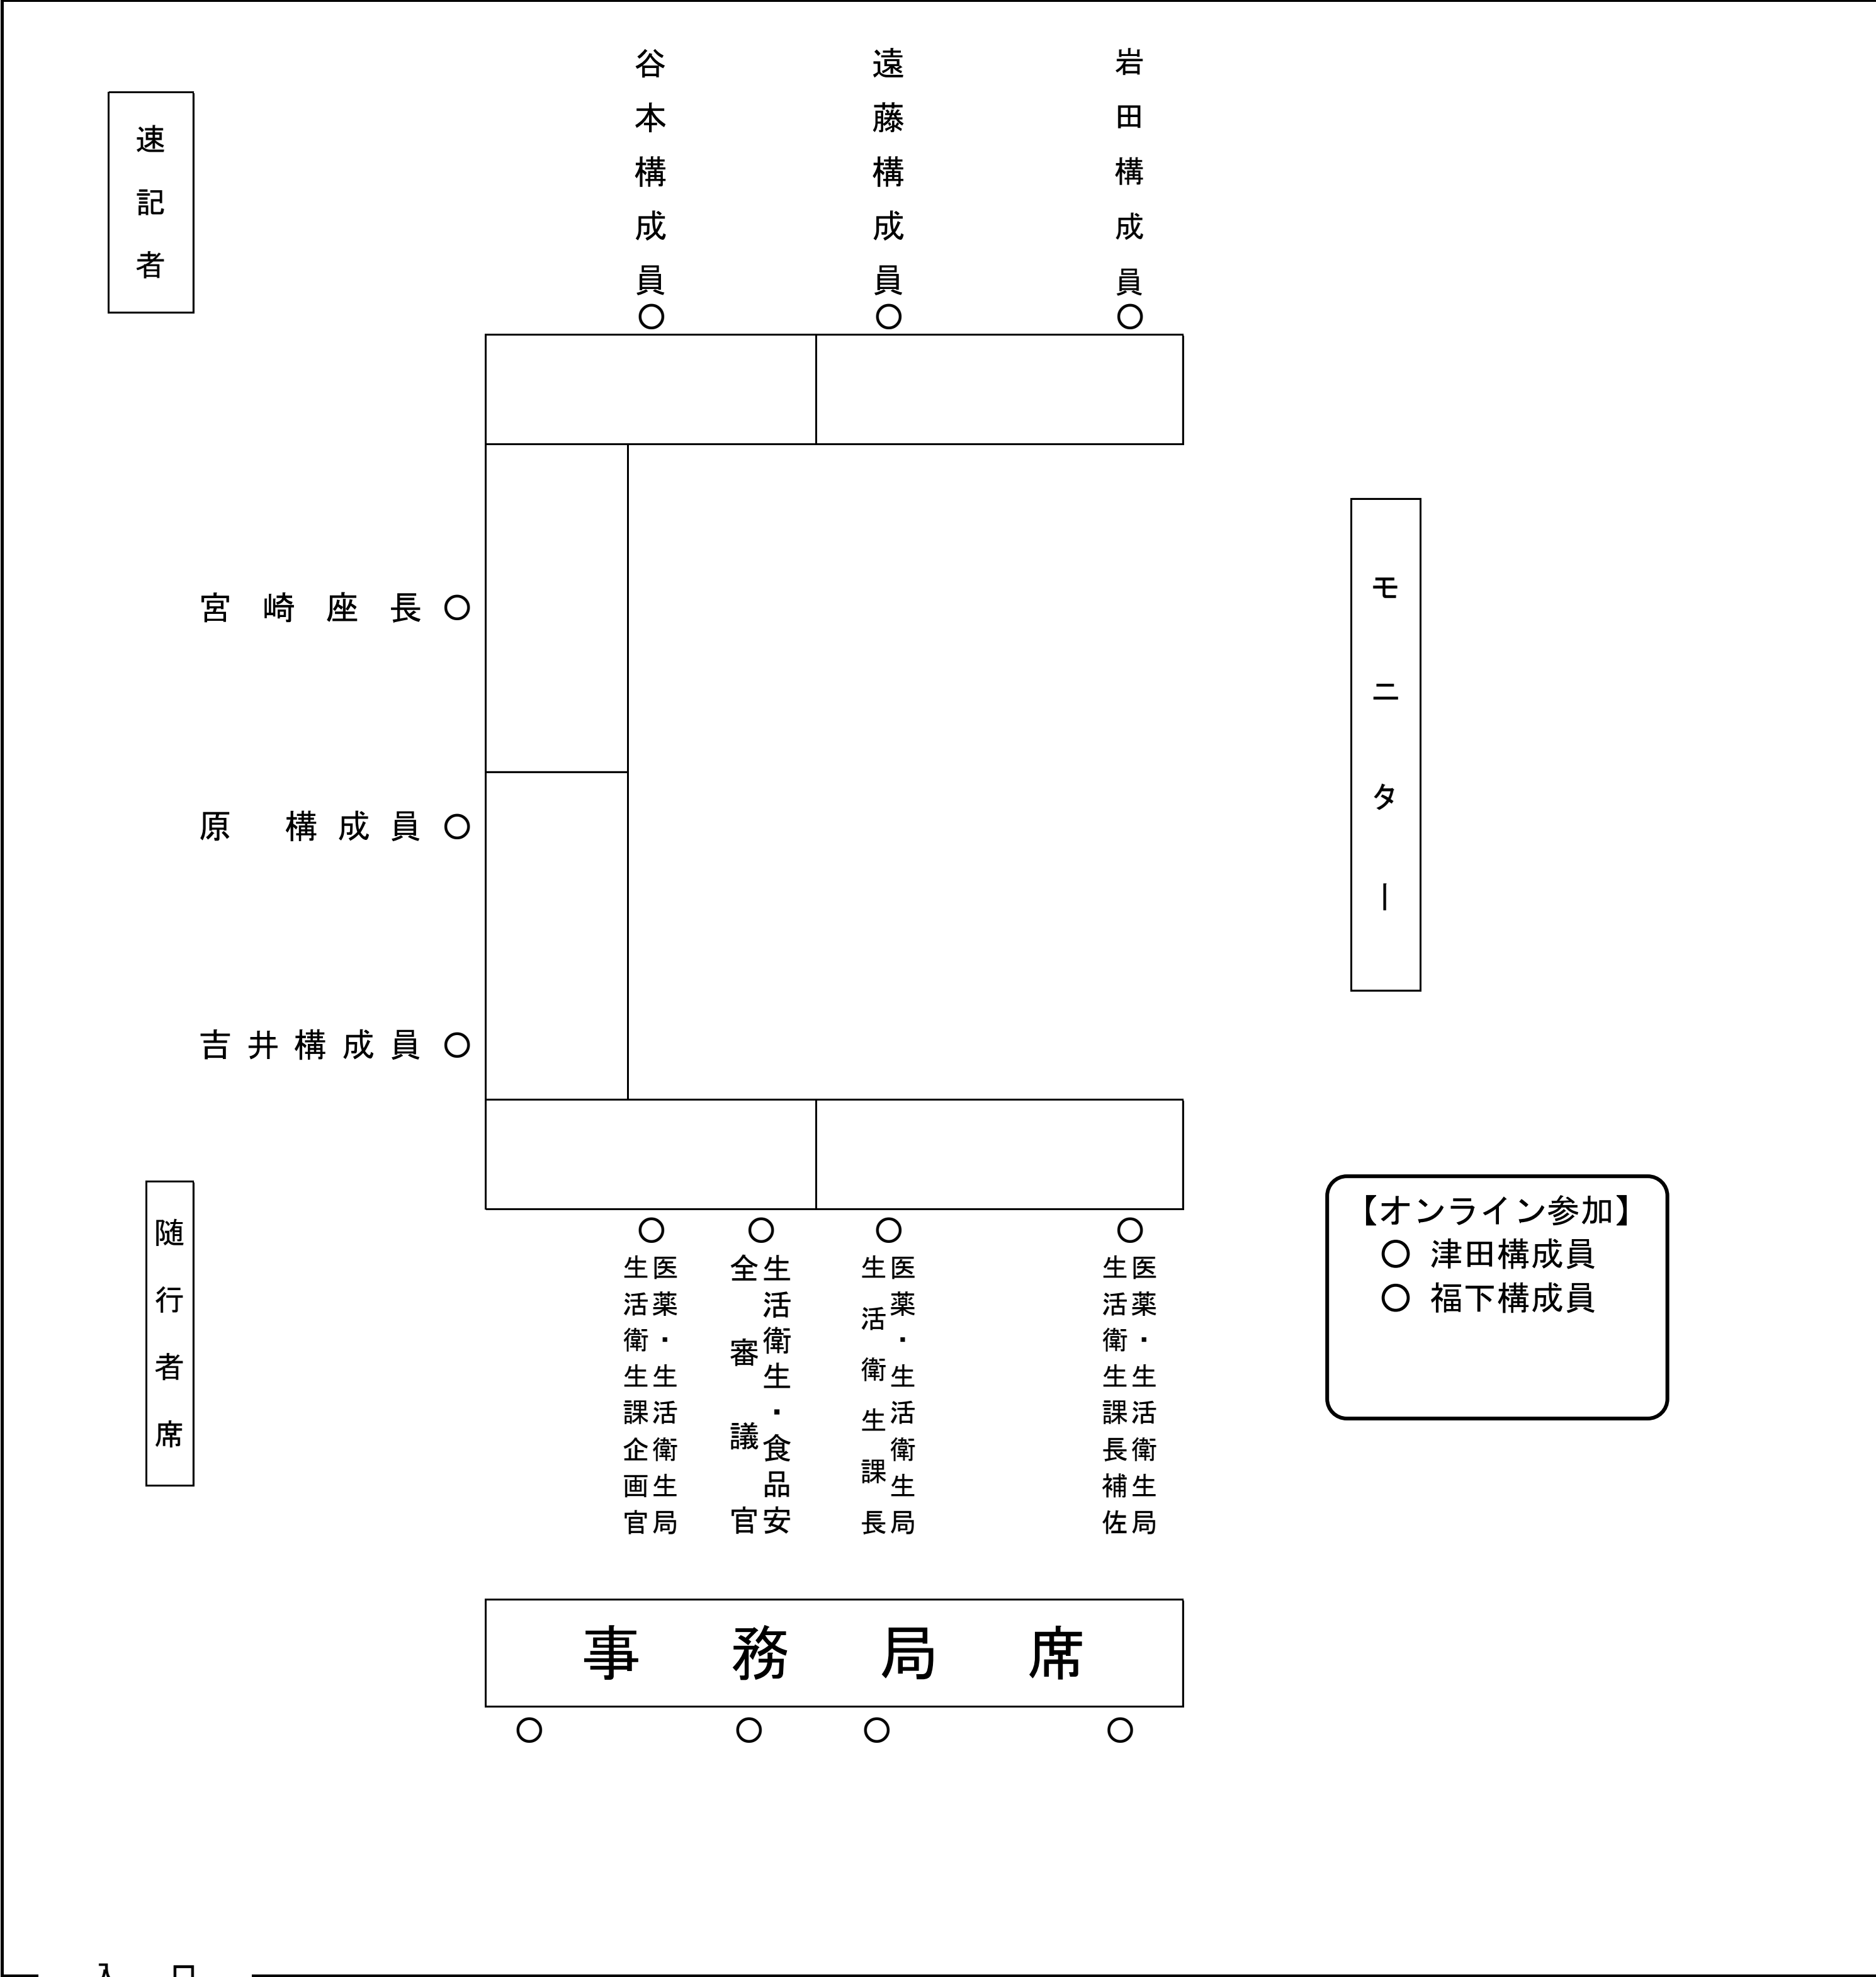 速記者
谷本構成員○
遠藤構成員○
岩田構成員○
宮崎座長○
原 構成員○
吉井構成員○
モニター
随行者席
○医薬・生活衛生局
生活衛生課企画官
○生活衛生・食品安
全審議官
○医薬・生活衛生局
生活衛生課長
○医薬・生活衛生局
生活衛生課長補佐
【オンライン参加】
○ 津田構成員
○ 福下構成員
事務局席
○ ○ ○ ○
入口